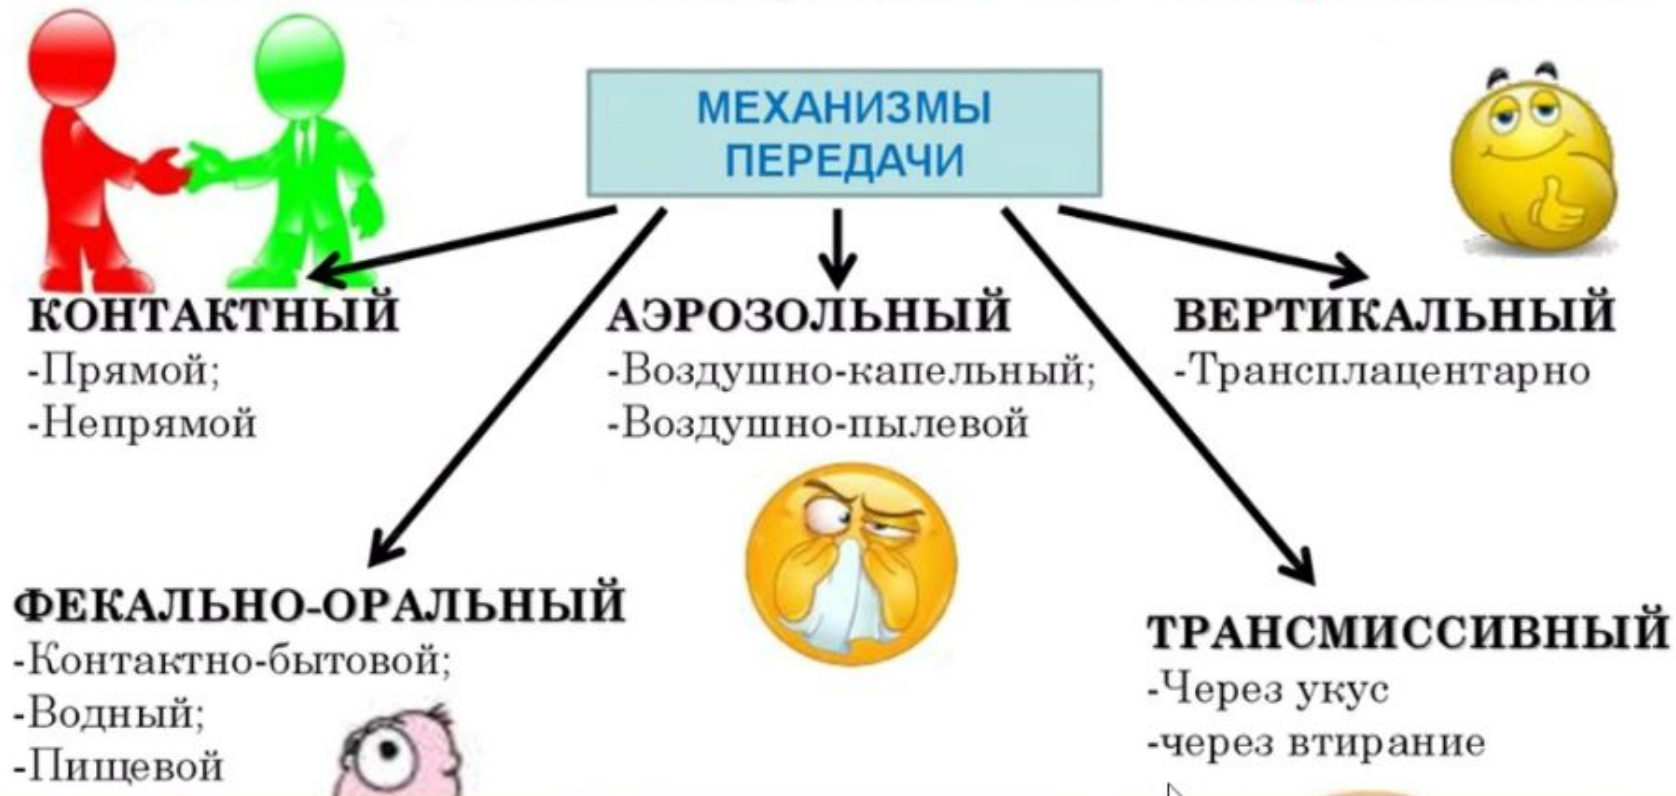 МЕХАНИЗМЫ
ПЕРЕДАЧИ
КОНТАКТНЫЙ
-Прямой;
-Непрямой
АЭРОЗОЛЬНЫЙ
-Воздушно-капельный;
-Воздушно-пылевой
ВЕРТИКАЛЬНЫЙ
-Трансплацентарно
ФЕКАЛЬНО-ОРАЛЬНЫЙ
-Контактно-бытовой;
-Водный;
-Пищевой
ТРАНСМИССИВНЫЙ
-Через укус
-через втирание